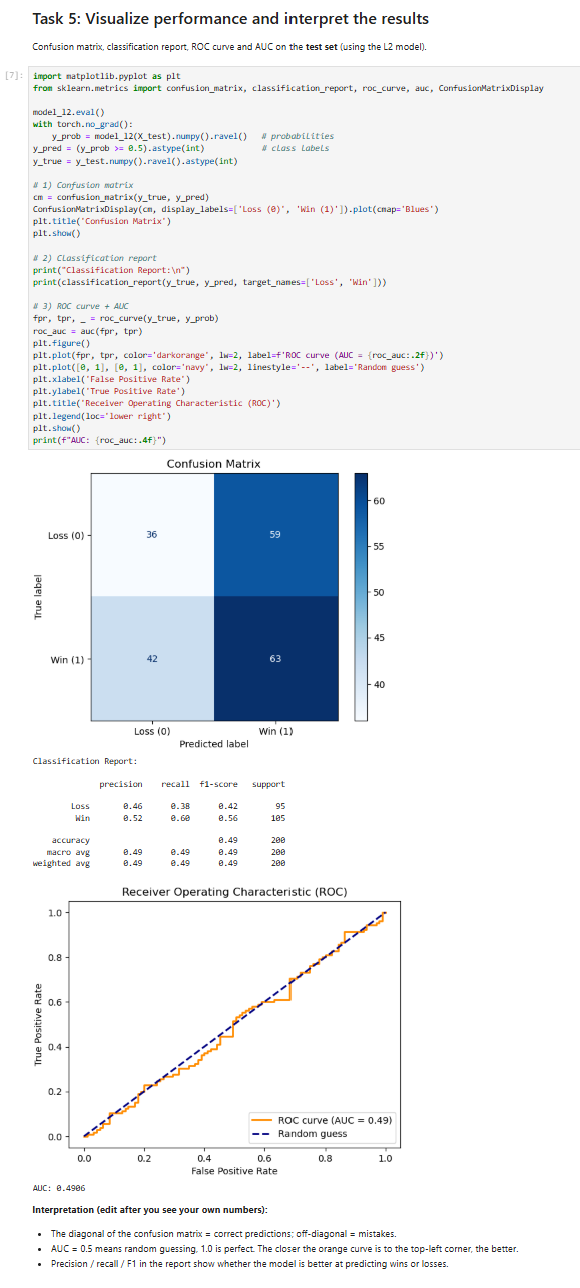 Task 5: Visualize performance and interpret the results
Confusion matrix, classification report, ROC curve and AUC on the test set (using the L2 model).
[7]:
import matplotlib.pyplot as plt
from sklearn.metrics import confusion_matrix, classification_report, roc_curve, auc, ConfusionMatrixDisplay
model_l2.eval()
with torch.no_grad():
    y_prob = model_l2(X_test).numpy().ravel()   # probabilities
y_pred = (y_prob >= 0.5).astype(int)            # class labels
y_true = y_test.numpy().ravel().astype(int)
# 1) Confusion matrix
cm = confusion_matrix(y_true, y_pred)
ConfusionMatrixDisplay(cm, display_labels=['Loss (0)', 'Win (1)']).plot(cmap='Blues')
plt.title('Confusion Matrix')
plt.show()
# 2) Classification report
print("Classification Report:\n")
print(classification_report(y_true, y_pred, target_names=['Loss', 'Win']))
# 3) ROC curve + AUC
fpr, tpr, _ = roc_curve(y_true, y_prob)
roc_auc = auc(fpr, tpr)
plt.figure()
plt.plot(fpr, tpr, color='darkorange', lw=2, label=f'ROC curve (AUC = {roc_auc:.2f})')
plt.plot([0, 1], [0, 1], color='navy', lw=2, linestyle='--', label='Random guess')
plt.xlabel('False Positive Rate')
plt.ylabel('True Positive Rate')
plt.title('Receiver Operating Characteristic (ROC)')
plt.legend(loc='lower right')
plt.show()
print(f"AUC: {roc_auc:.4f}")
Confusion Matrix
Loss (0)
36
59
Win (1)
42
63
True label
Loss (0)
Win (1)
Predicted label
60
55
50
45
40
Classification Report:
precision recall f1-score support
Loss 0.46 0.38 0.42 95
Win 0.52 0.60 0.56 105
accuracy 0.49 200
macro avg 0.49 0.49 0.49 200
weighted avg 0.49 0.49 0.49 200
Receiver Operating Characteristic (ROC)
1.0
0.8
0.6
0.4
0.2
0.0
True Positive Rate
ROC curve (AUC = 0.49)
Random guess
0.0 0.2 0.4 0.6 0.8 1.0
False Positive Rate
AUC: 0.4906
Interpretation (edit after you see your own numbers):
• The diagonal of the confusion matrix = correct predictions; off-diagonal = mistakes.
• AUC = 0.5 means random guessing, 1.0 is perfect. The closer the orange curve is to the top-left corner, the better.
• Precision / recall / F1 in the report show whether the model is better at predicting wins or losses.